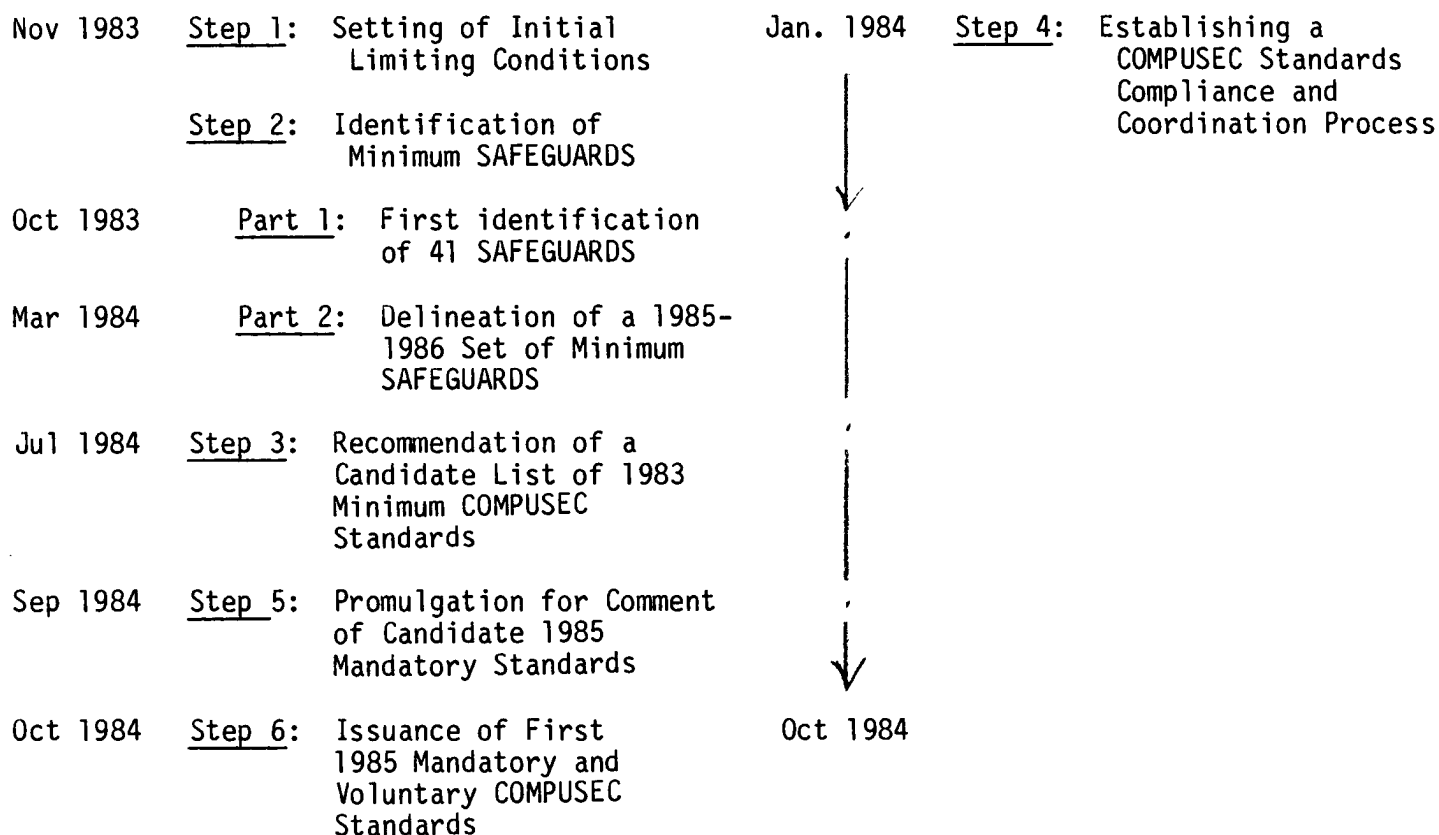 Nov 1983 Step 1: Setting of Initial
Limiting Conditions
Step 2: Identification of
Minimum SAFEGUARDS
Oct 1983 Part 1: First identification
of 41 SAFEGUARDS
Mar 1984 Part 2: Delineation of a 1985-
1986 Set of Minimum
SAFEGUARDS
Jul 1984 Step 3: Recommendation of a
Candidate List of 1983
Minimum COMPUSEC
Standards
Sep 1984 Step 5: Promulgation for Comment
of Candidate 1985
Mandatory Standards
Oct 1984 Step 6: Issuance of First
1985 Mandatory and
Voluntary COMPUSEC
Standards
Jan. 1984 Step 4: Establishing a
COMPUSEC Standards
Compliance and
Coordination Process
Oct 1984